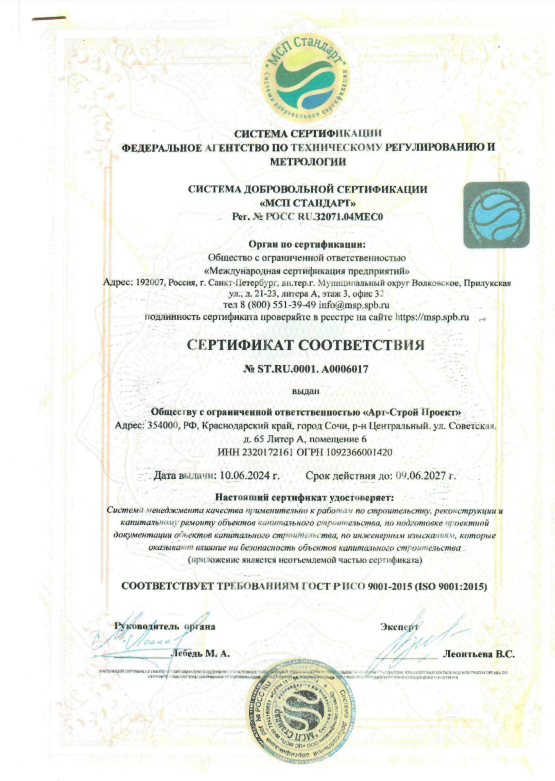 МСП Стандарт
Система добровольной сертификации
СИСТЕМА СЕРТИФИКАЦИИ
ФЕДЕРАЛЬНОЕ АГЕНТСТВО ПО ТЕХНИЧЕСКОМУ РЕГУЛИРОВАНИЮ И
МЕТРОЛОГИИ
СИСТЕМА ДОБРОВОЛЬНОЙ СЕРТИФИКАЦИИ
«МСП СТАНДАРТ»
Рег. № РОСС RU.32071.04МЕС0
Орган по сертификации:
Общество с ограниченной ответственностью
«Международная сертификация предприятий»
Адрес: 192007, Россия, г. Санкт-Петербург, вн.тер.г. Муниципальный округ Волковское, Прилукская
ул., д. 21-23, литера А, этаж 3, офис 32
тел 8 (800) 551-39-49 info@msp.spb.ru
подлинность сертификата проверяйте в реестре на сайте https://msp.spb.ru
СЕРТИФИКАТ СООТВЕТСТВИЯ
№ ST.RU.0001. A0006017
выдан
Обществу с ограниченной ответственностью «Арт-Строй Проект»
Адрес: 354000, РФ, Краснодарский край, город Сочи, р-н Центральный. ул. Советская.
д. 65 Литер А, помещение 6
ИНН 2320172161 ОГРН 1092366001420
Дата выдачи: 10.06.2024 г. Срок действия до: 09.06.2027 г.
Настоящий сертификат удостоверяет:
Система менеджмента качества применительно к работам по строительству, реконструкции и
капитальному ремонту объектов капитального строительства, по подготовке проектной
документации объектов капитального строительства, по инженерным изысканиям, которые
оказывают влияние на безопасность объектов капитального строительства .
(приложение является неотъемлемой частью сертификата)
СООТВЕТСТВУЕТ ТРЕБОВАНИЯМ ГОСТ Р ИСО 9001-2015 (ISO 9001:2015)
Руководитель органа Эксперт
Лебедь М. А. Леонтьева В.С.
МСП Стандарт